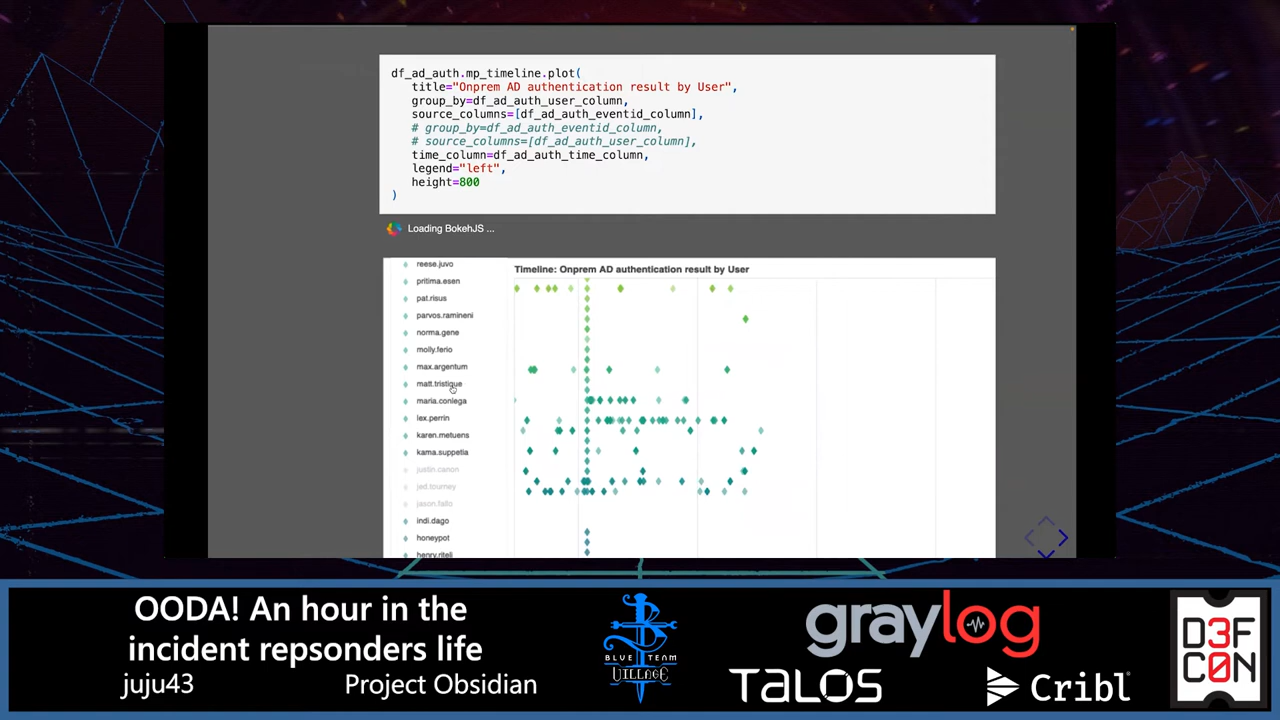 df_ad_auth.mp_timeline.plot(
title="Onprem AD authentication result by User",
group_by=df_ad_auth_user_column,
source_columns=[df_ad_auth_eventid_column],
# group_by=df_ad_auth_eventid_column,
# source_columns=[df_ad_auth_user_column],
time_column=df_ad_auth_time_column,
legend="left",
height=800
)
Loading BokehJS ...
Timeline: Onprem AD authentication result by User
reese.juvo
pritima.esen
pat.risus
parvos.ramineni
norma.gene
molly.ferio
max.argentum
matt.tristique
maria.conlega
lex.perrin
karen.metuens
kama.suppetia
justin.canon
jed.tourney
jason.fallo
indi.dago
honeypot
henry.riteli
OODA! An hour in the
incident repsonders life
juju43 Project Obsidian
BLUE TEAM
VILLAGE
graylog
TALOS
Cribl
D3F
C0N